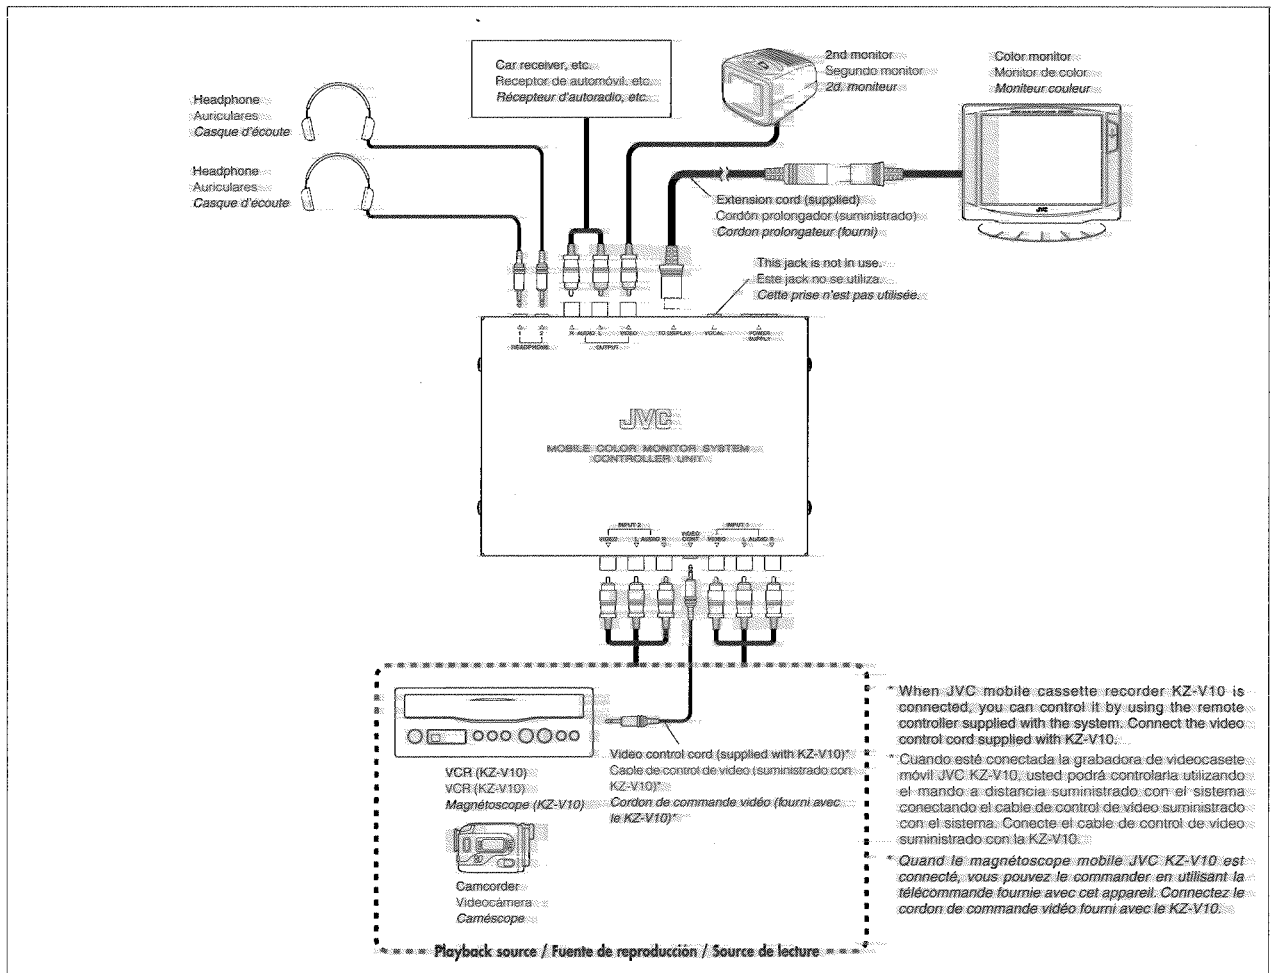 Car receiver, etc.
Receptor de automóvil, etc.
Récepteur d'autoradio, etc.
2nd monitor
Segundo monitor
2d. moniteur
Color monitor
Monitor de color
Moniteur couleur
Headphone
Auriculares
Casque d'écoute
Headphone
Auriculares
Casque d'écoute
JVC
Extension cord (supplied)
Cordón prolongador (suministrado)
Cordon prolongateur (fourni)
This jack is not in use.
Este jack no se utiliza.
Cette prise n'est pas utilisée.
1 2
HEADPHONE
R AUDIO L VIDEO
OUTPUT
TO DISPLAY
VOCAL
POWER
SUPPLY
JVC
MOBILE COLOR MONITOR SYSTEM
CONTROLLER UNIT
INPUT 2
VIDEO L AUDIO R
VIDEO
CONT
INPUT 1
VIDEO L AUDIO R
VCR (KZ-V10)
VCR (KZ-V10)
Magnétoscope (KZ-V10)
Video control cord (supplied with KZ-V10)*
Cable de control de video (suministrado con
KZ-V10)*
Cordon de commande vidéo (fourni avec
le KZ-V10)*
Camcorder
Videocámera
Caméscope
Playback source / Fuente de reproducción / Source de lecture
* When JVC mobile cassette recorder KZ-V10 is
connected, you can control it by using the remote
controller supplied with the system. Connect the video
control cord supplied with KZ-V10.
* Cuando esté conectada la grabadora de videocasete
móvil JVC KZ-V10, usted podrá controlarla utilizando
el mando a distancia suministrado con el sistema
conectando el cable de control de vídeo suministrado
con el sistema. Conecte el cable de control de vídeo
suministrado con la KZ-V10.
* Quand le magnétoscope mobile JVC KZ-V10 est
connecté, vous pouvez le commander en utilisant la
télécommande fournie avec cet appareil. Connectez le
cordon de commande vidéo fourni avec le KZ-V10.